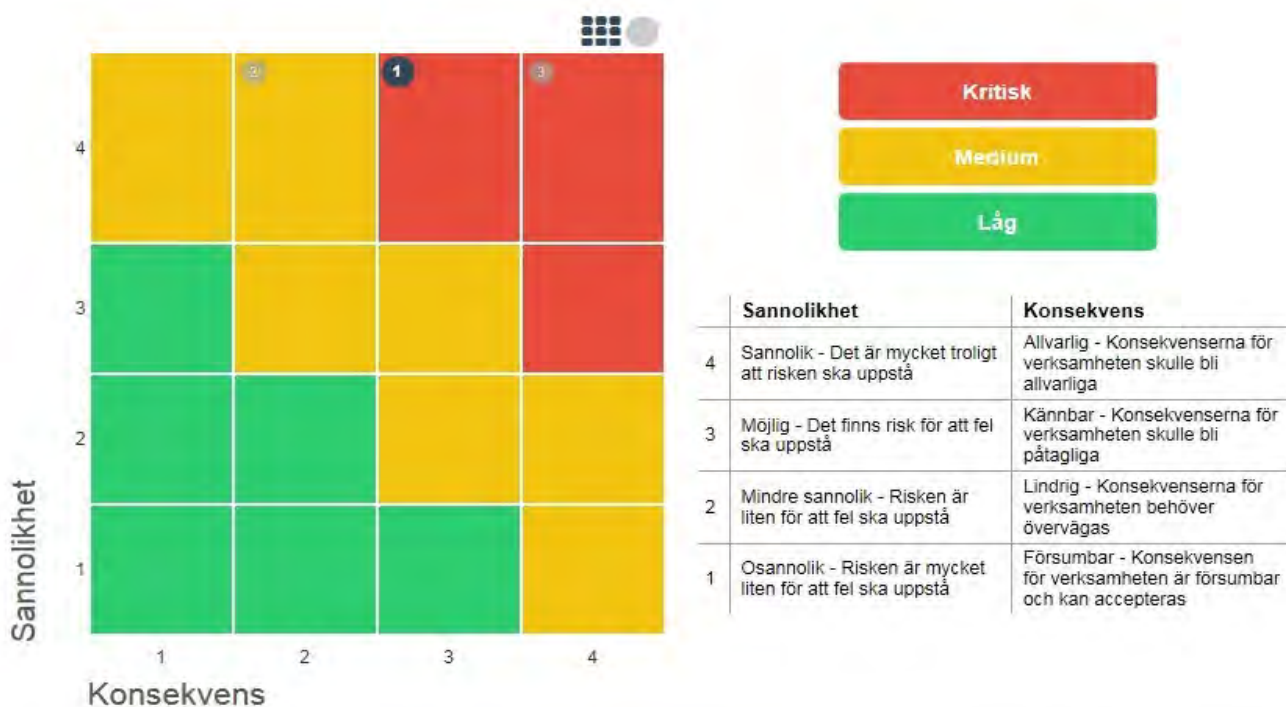 2
1
3
Kritisk
Medium
Låg
4
3
2
1
Sannolikhet
1
2
3
4
Konsekvens
Sannolikhet
Konsekvens
4
Sannolik - Det är mycket troligt
att risken ska uppstå
Allvarlig - Konsekvenserna för
verksamheten skulle bli
allvarliga
3
Möjlig - Det finns risk för att fel
ska uppstå
Kännbar - Konsekvenserna för
verksamheten skulle bli
påtagliga
2
Mindre sannolik - Risken är
liten för att fel ska uppstå
Lindrig - Konsekvenserna för
verksamheten behöver
övervägas
1
Osannolik - Risken är mycket
liten för att fel ska uppstå
Försumbar - Konsekvensen
för verksamheten är försumbar
och kan accepteras